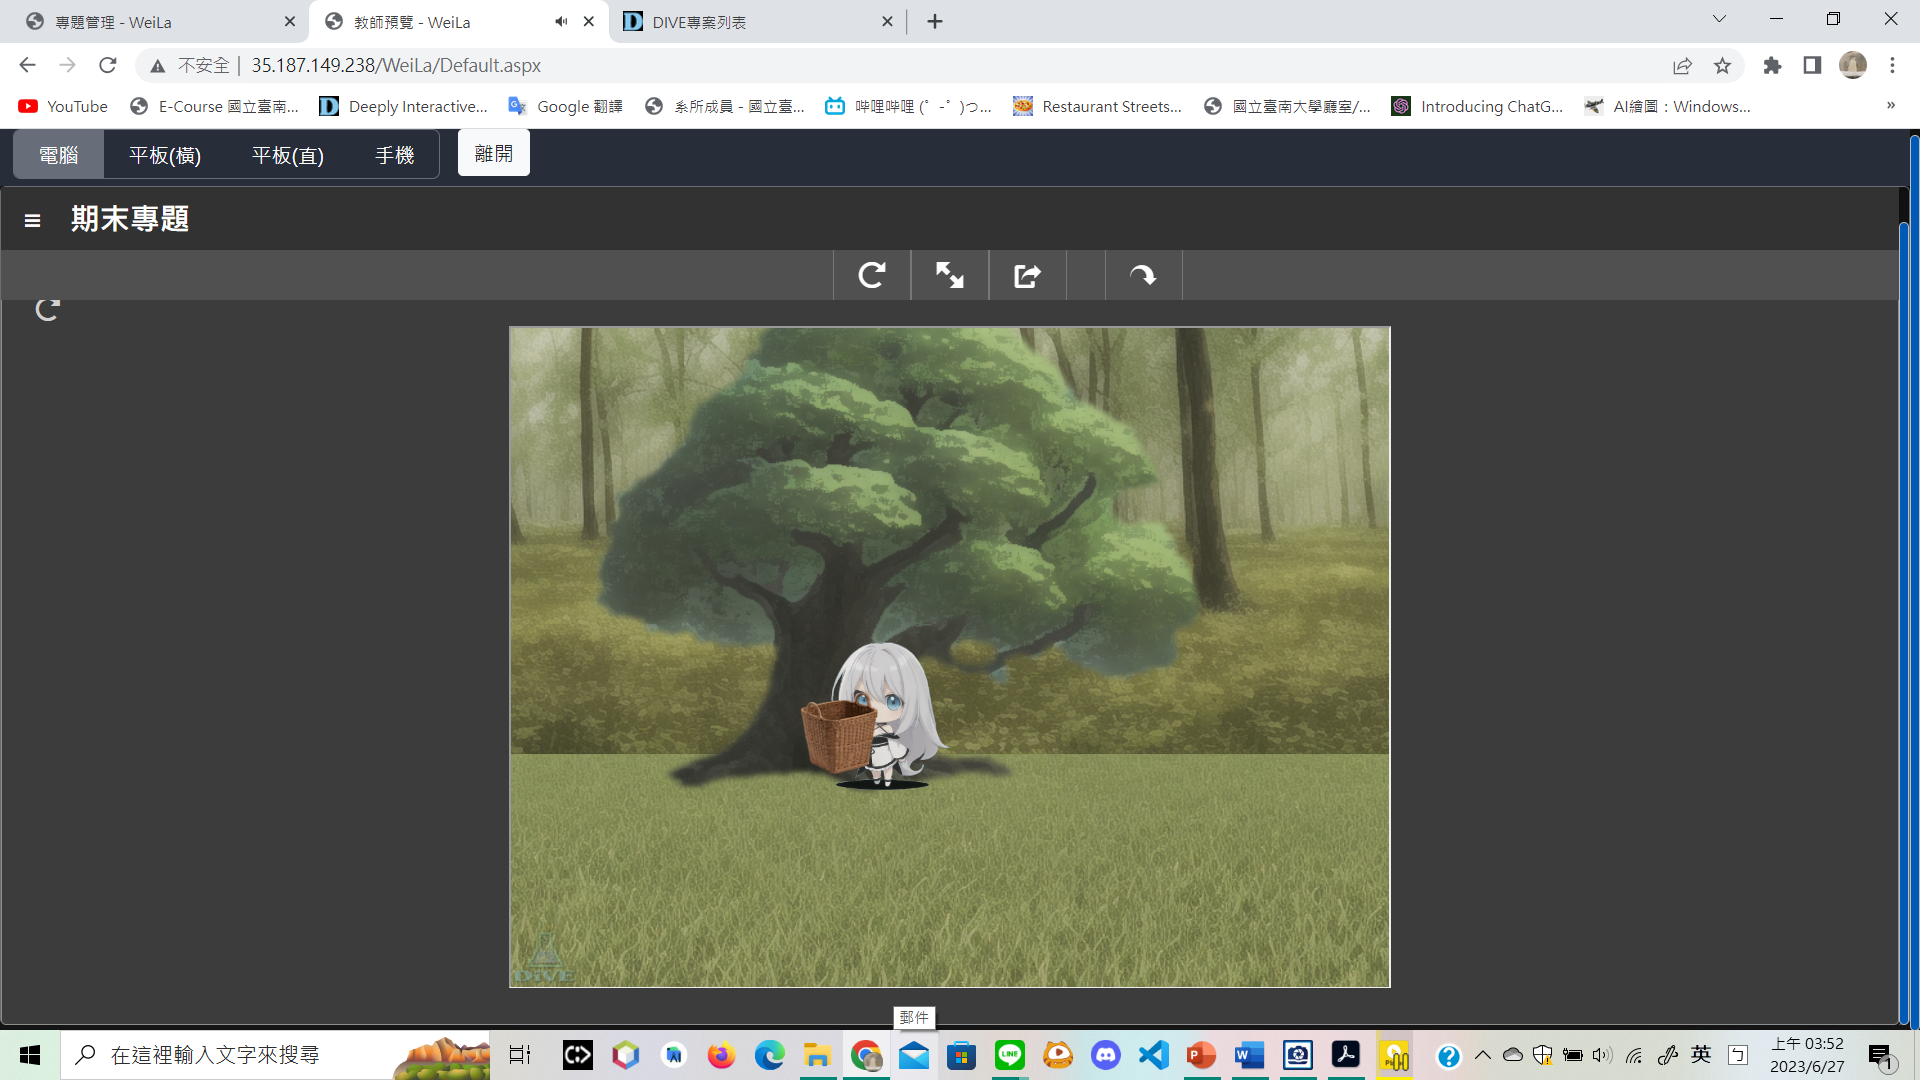 專題管理 - WeiLa
教師預覽 - WeiLa
DIVE專案列表
不安全 | 35.187.149.238/WeiLa/Default.aspx
YouTube
E-Course 國立臺南...
Deeply Interactive...
Google 翻譯
系所成員 - 國立臺...
哔哩哔哩 (゜-゜)つ...
Restaurant Streets...
國立臺南大學廳室/...
Introducing ChatG...
AI繪圖：Windows...
»
電腦
平板(橫)
平板(直)
手機
離開
期末專題
DIVE
郵件
在這裡輸入文字來搜尋
英
ㄅ
上午 03:52
2023/6/27
1